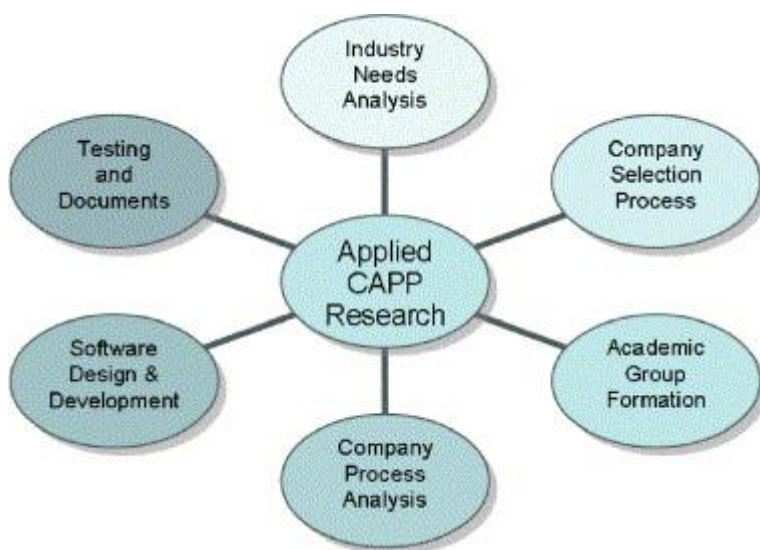 Industry
Needs
Analysis
Testing
and
Documents
Company
Selection
Process
Applied
CAPP
Research
Software
Design &
Development
Academic
Group
Formation
Company
Process
Analysis